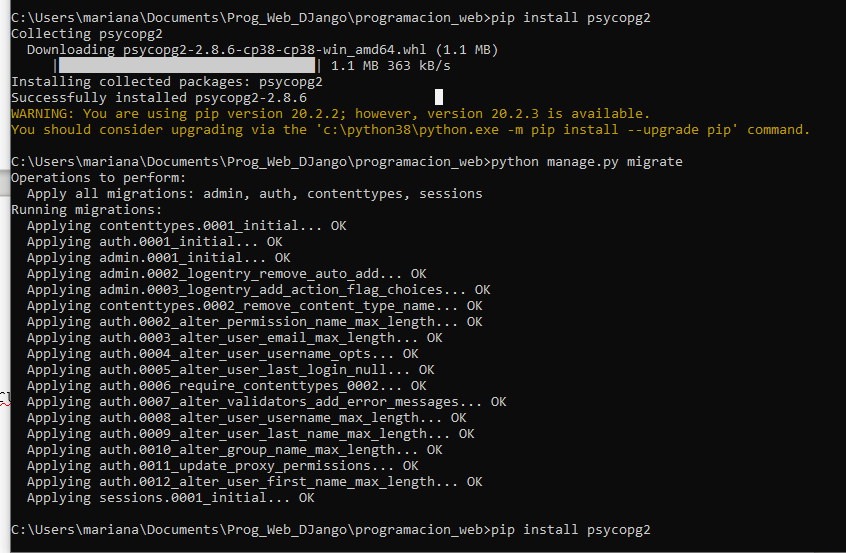 C:\Users\mariana\Documents\Prog_Web_DJango\programacion_web>pip install psycopg2
Collecting psycopg2
  Downloading psycopg2-2.8.6-cp38-cp38-win_amd64.whl (1.1 MB)
     |████████████████████████████████| 1.1 MB 363 kB/s
Installing collected packages: psycopg2
Successfully installed psycopg2-2.8.6
WARNING: You are using pip version 20.2.2; however, version 20.2.3 is available.
You should consider upgrading via the 'c:\python38\python.exe -m pip install --upgrade pip' command.
C:\Users\mariana\Documents\Prog_Web_DJango\programacion_web>python manage.py migrate
Operations to perform:
  Apply all migrations: admin, auth, contenttypes, sessions
Running migrations:
  Applying contenttypes.0001_initial... OK
  Applying auth.0001_initial... OK
  Applying admin.0001_initial... OK
  Applying admin.0002_logentry_remove_auto_add... OK
  Applying admin.0003_logentry_add_action_flag_choices... OK
  Applying contenttypes.0002_remove_content_type_name... OK
  Applying auth.0002_alter_permission_name_max_length... OK
  Applying auth.0003_alter_user_email_max_length... OK
  Applying auth.0004_alter_user_username_opts... OK
  Applying auth.0005_alter_user_last_login_null... OK
  Applying auth.0006_require_contenttypes_0002... OK
  Applying auth.0007_alter_validators_add_error_messages... OK
  Applying auth.0008_alter_user_username_max_length... OK
  Applying auth.0009_alter_user_last_name_max_length... OK
  Applying auth.0010_alter_group_name_max_length... OK
  Applying auth.0011_update_proxy_permissions... OK
  Applying auth.0012_alter_user_first_name_max_length... OK
  Applying sessions.0001_initial... OK
C:\Users\mariana\Documents\Prog_Web_DJango\programacion_web>pip install psycopg2